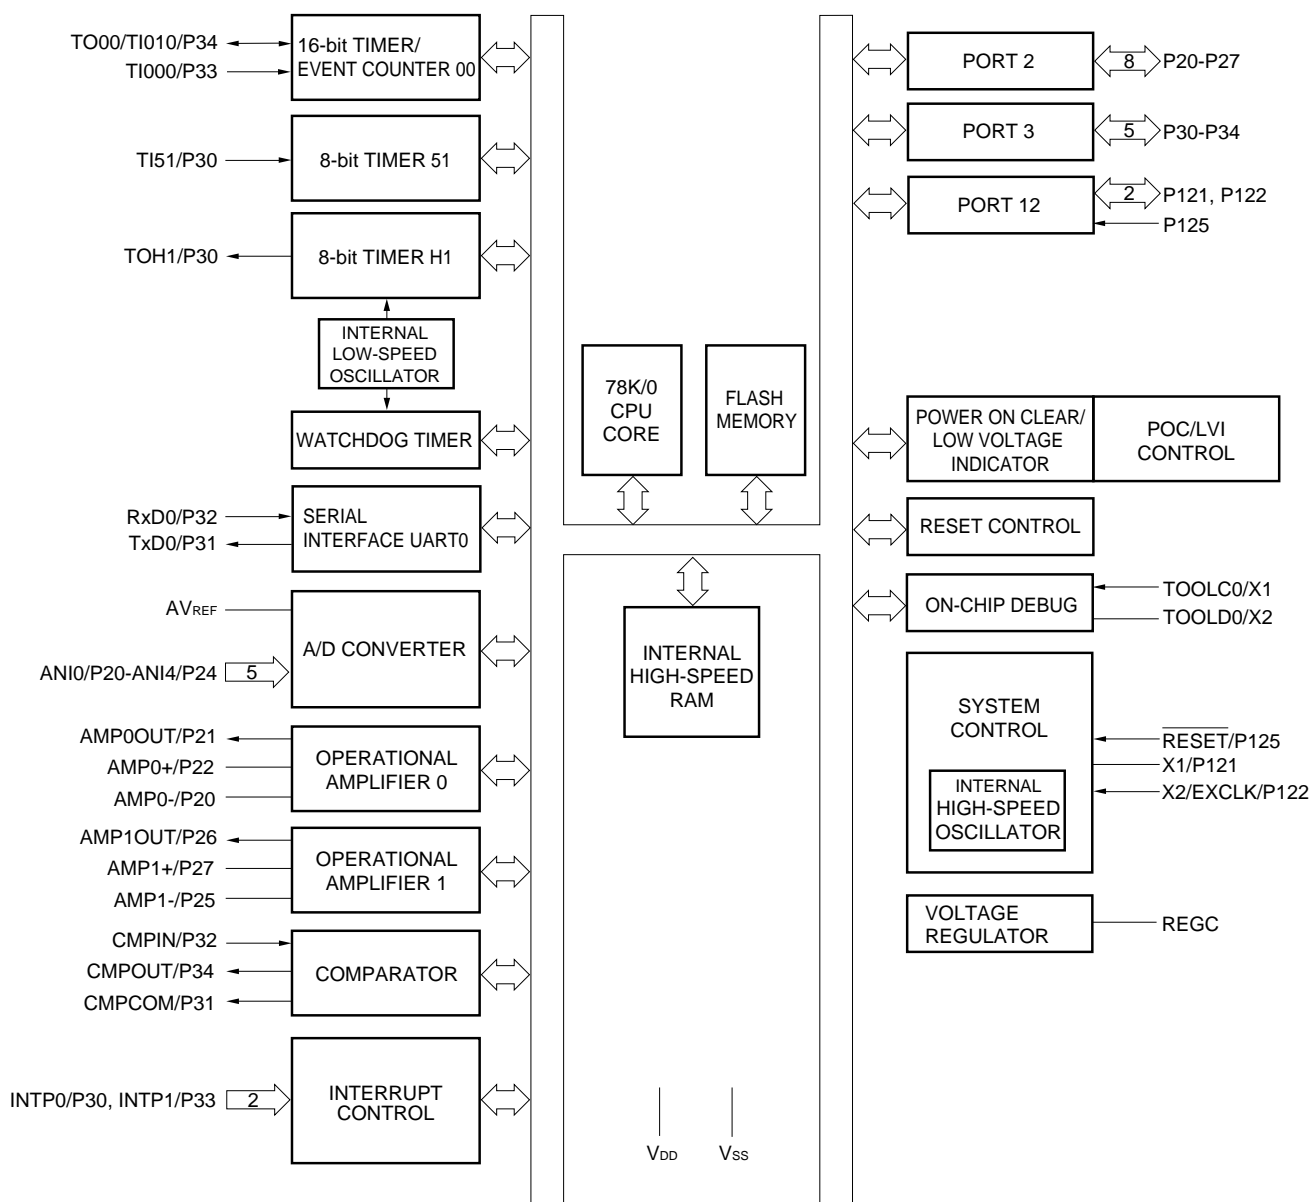 TO00/TI010/P34
TI000/P33
16-bit TIMER/
EVENT COUNTER 00
TI51/P30
8-bit TIMER 51
TOH1/P30
8-bit TIMER H1
INTERNAL
LOW-SPEED
OSCILLATOR
WATCHDOG TIMER
RxD0/P32
TxD0/P31
SERIAL
INTERFACE UART0
AVREF
ANI0/P20-ANI4/P24
5
A/D CONVERTER
AMP0OUT/P21
AMP0+/P22
AMP0-/P20
OPERATIONAL
AMPLIFIER 0
AMP1OUT/P26
AMP1+/P27
AMP1-/P25
OPERATIONAL
AMPLIFIER 1
CMPIN/P32
CMPOUT/P34
CMPCOM/P31
COMPARATOR
INTP0/P30, INTP1/P33
2
INTERRUPT
CONTROL
78K/0
CPU
CORE
FLASH
MEMORY
INTERNAL
HIGH-SPEED
RAM
VDD
VSS
PORT 2
8
P20-P27
PORT 3
5
P30-P34
PORT 12
2
P121, P122
P125
POWER ON CLEAR/
LOW VOLTAGE
INDICATOR
POC/LVI
CONTROL
RESET CONTROL
ON-CHIP DEBUG
TOOLC0/X1
TOOLD0/X2
SYSTEM
CONTROL
INTERNAL
HIGH-SPEED
OSCILLATOR
RESET/P125
X1/P121
X2/EXCLK/P122
VOLTAGE
REGULATOR
REGC